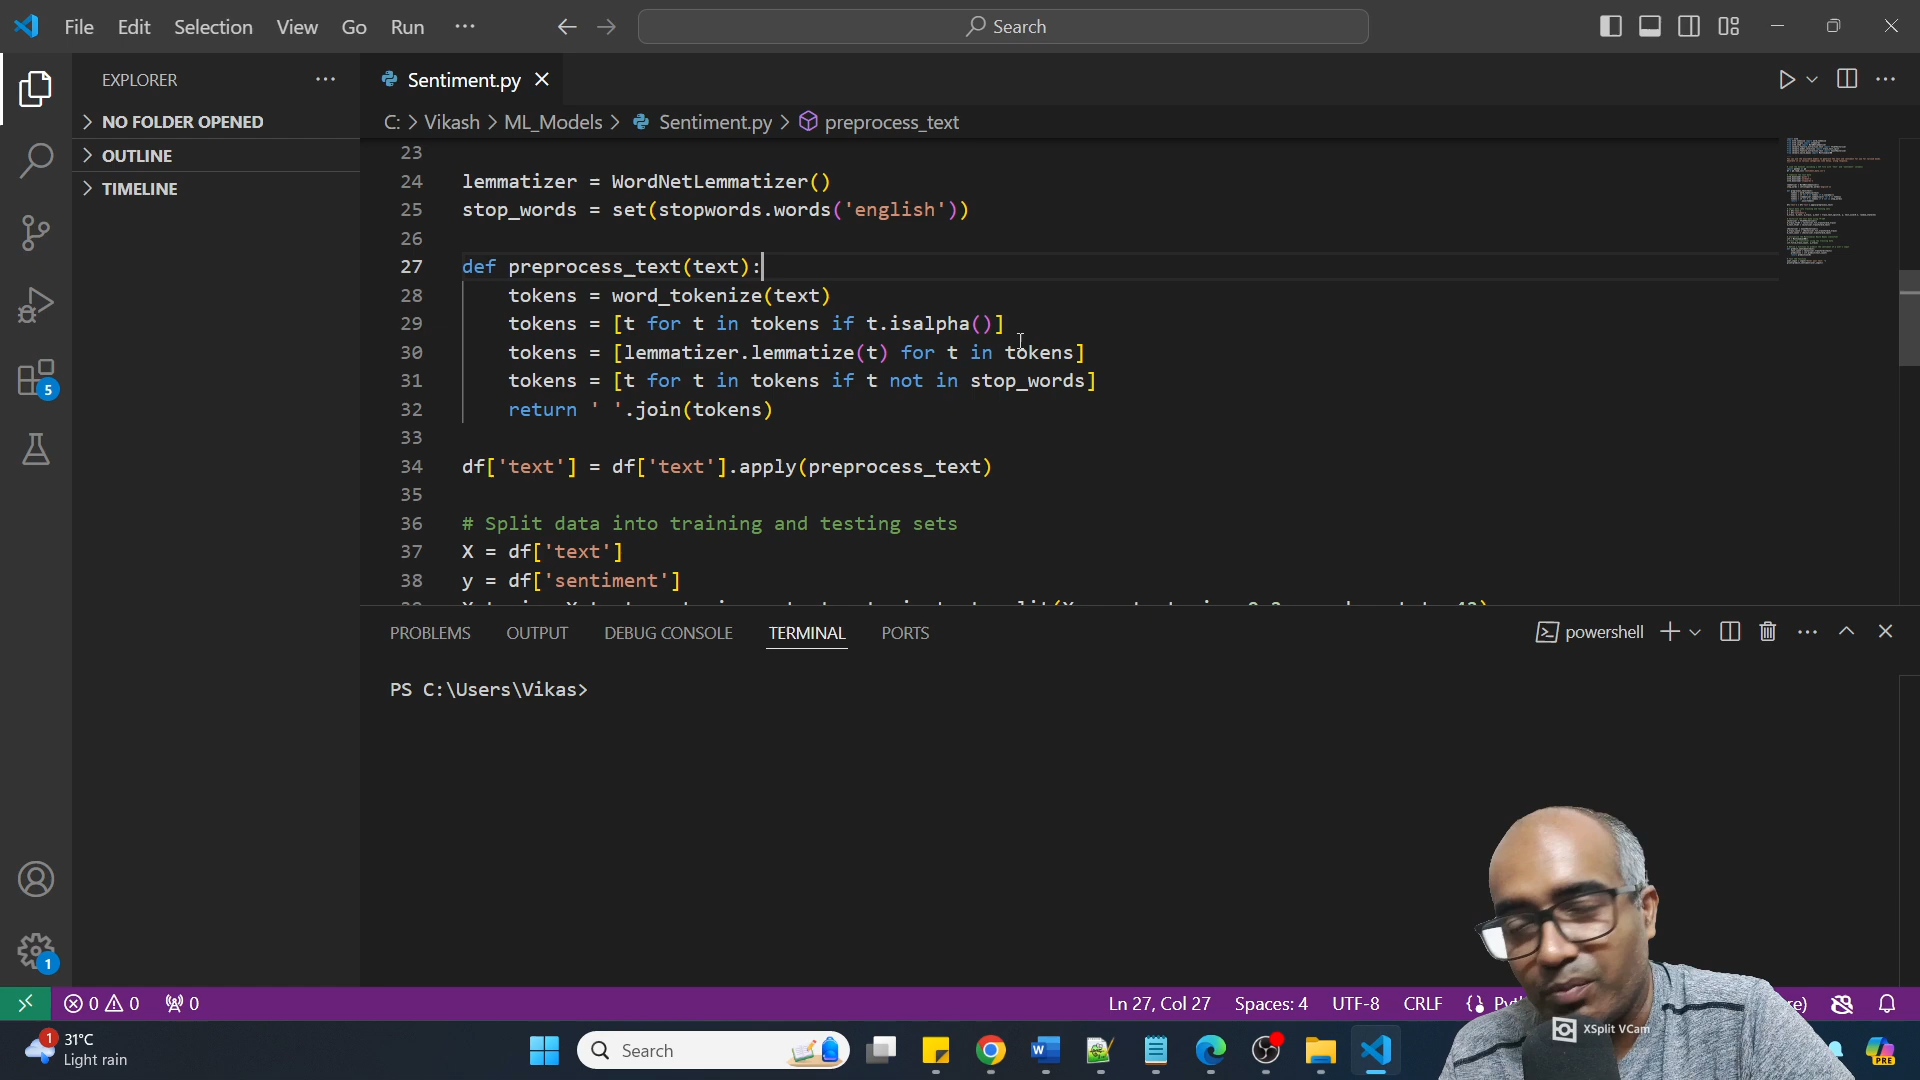 File Edit Selection View Go Run ··· Search
EXPLORER ···
NO FOLDER OPENED
OUTLINE
TIMELINE
Sentiment.py
C: > Vikash > ML_Models > Sentiment.py > preprocess_text
23
24 lemmatizer = WordNetLemmatizer()
25 stop_words = set(stopwords.words('english'))
26
27 def preprocess_text(text):
28 tokens = word_tokenize(text)
29 tokens = [t for t in tokens if t.isalpha()]
30 tokens = [lemmatizer.lemmatize(t) for t in tokens]
31 tokens = [t for t in tokens if t not in stop_words]
32 return ' '.join(tokens)
33
34 df['text'] = df['text'].apply(preprocess_text)
35
36 # Split data into training and testing sets
37 X = df['text']
38 y = df['sentiment']
PROBLEMS OUTPUT DEBUG CONSOLE TERMINAL PORTS powershell
PS C:\Users\Vikas>
5
1
0 0 0 Ln 27, Col 27 Spaces: 4 UTF-8 CRLF
XSplit VCam
1 31°C
Light rain
Search
PRE